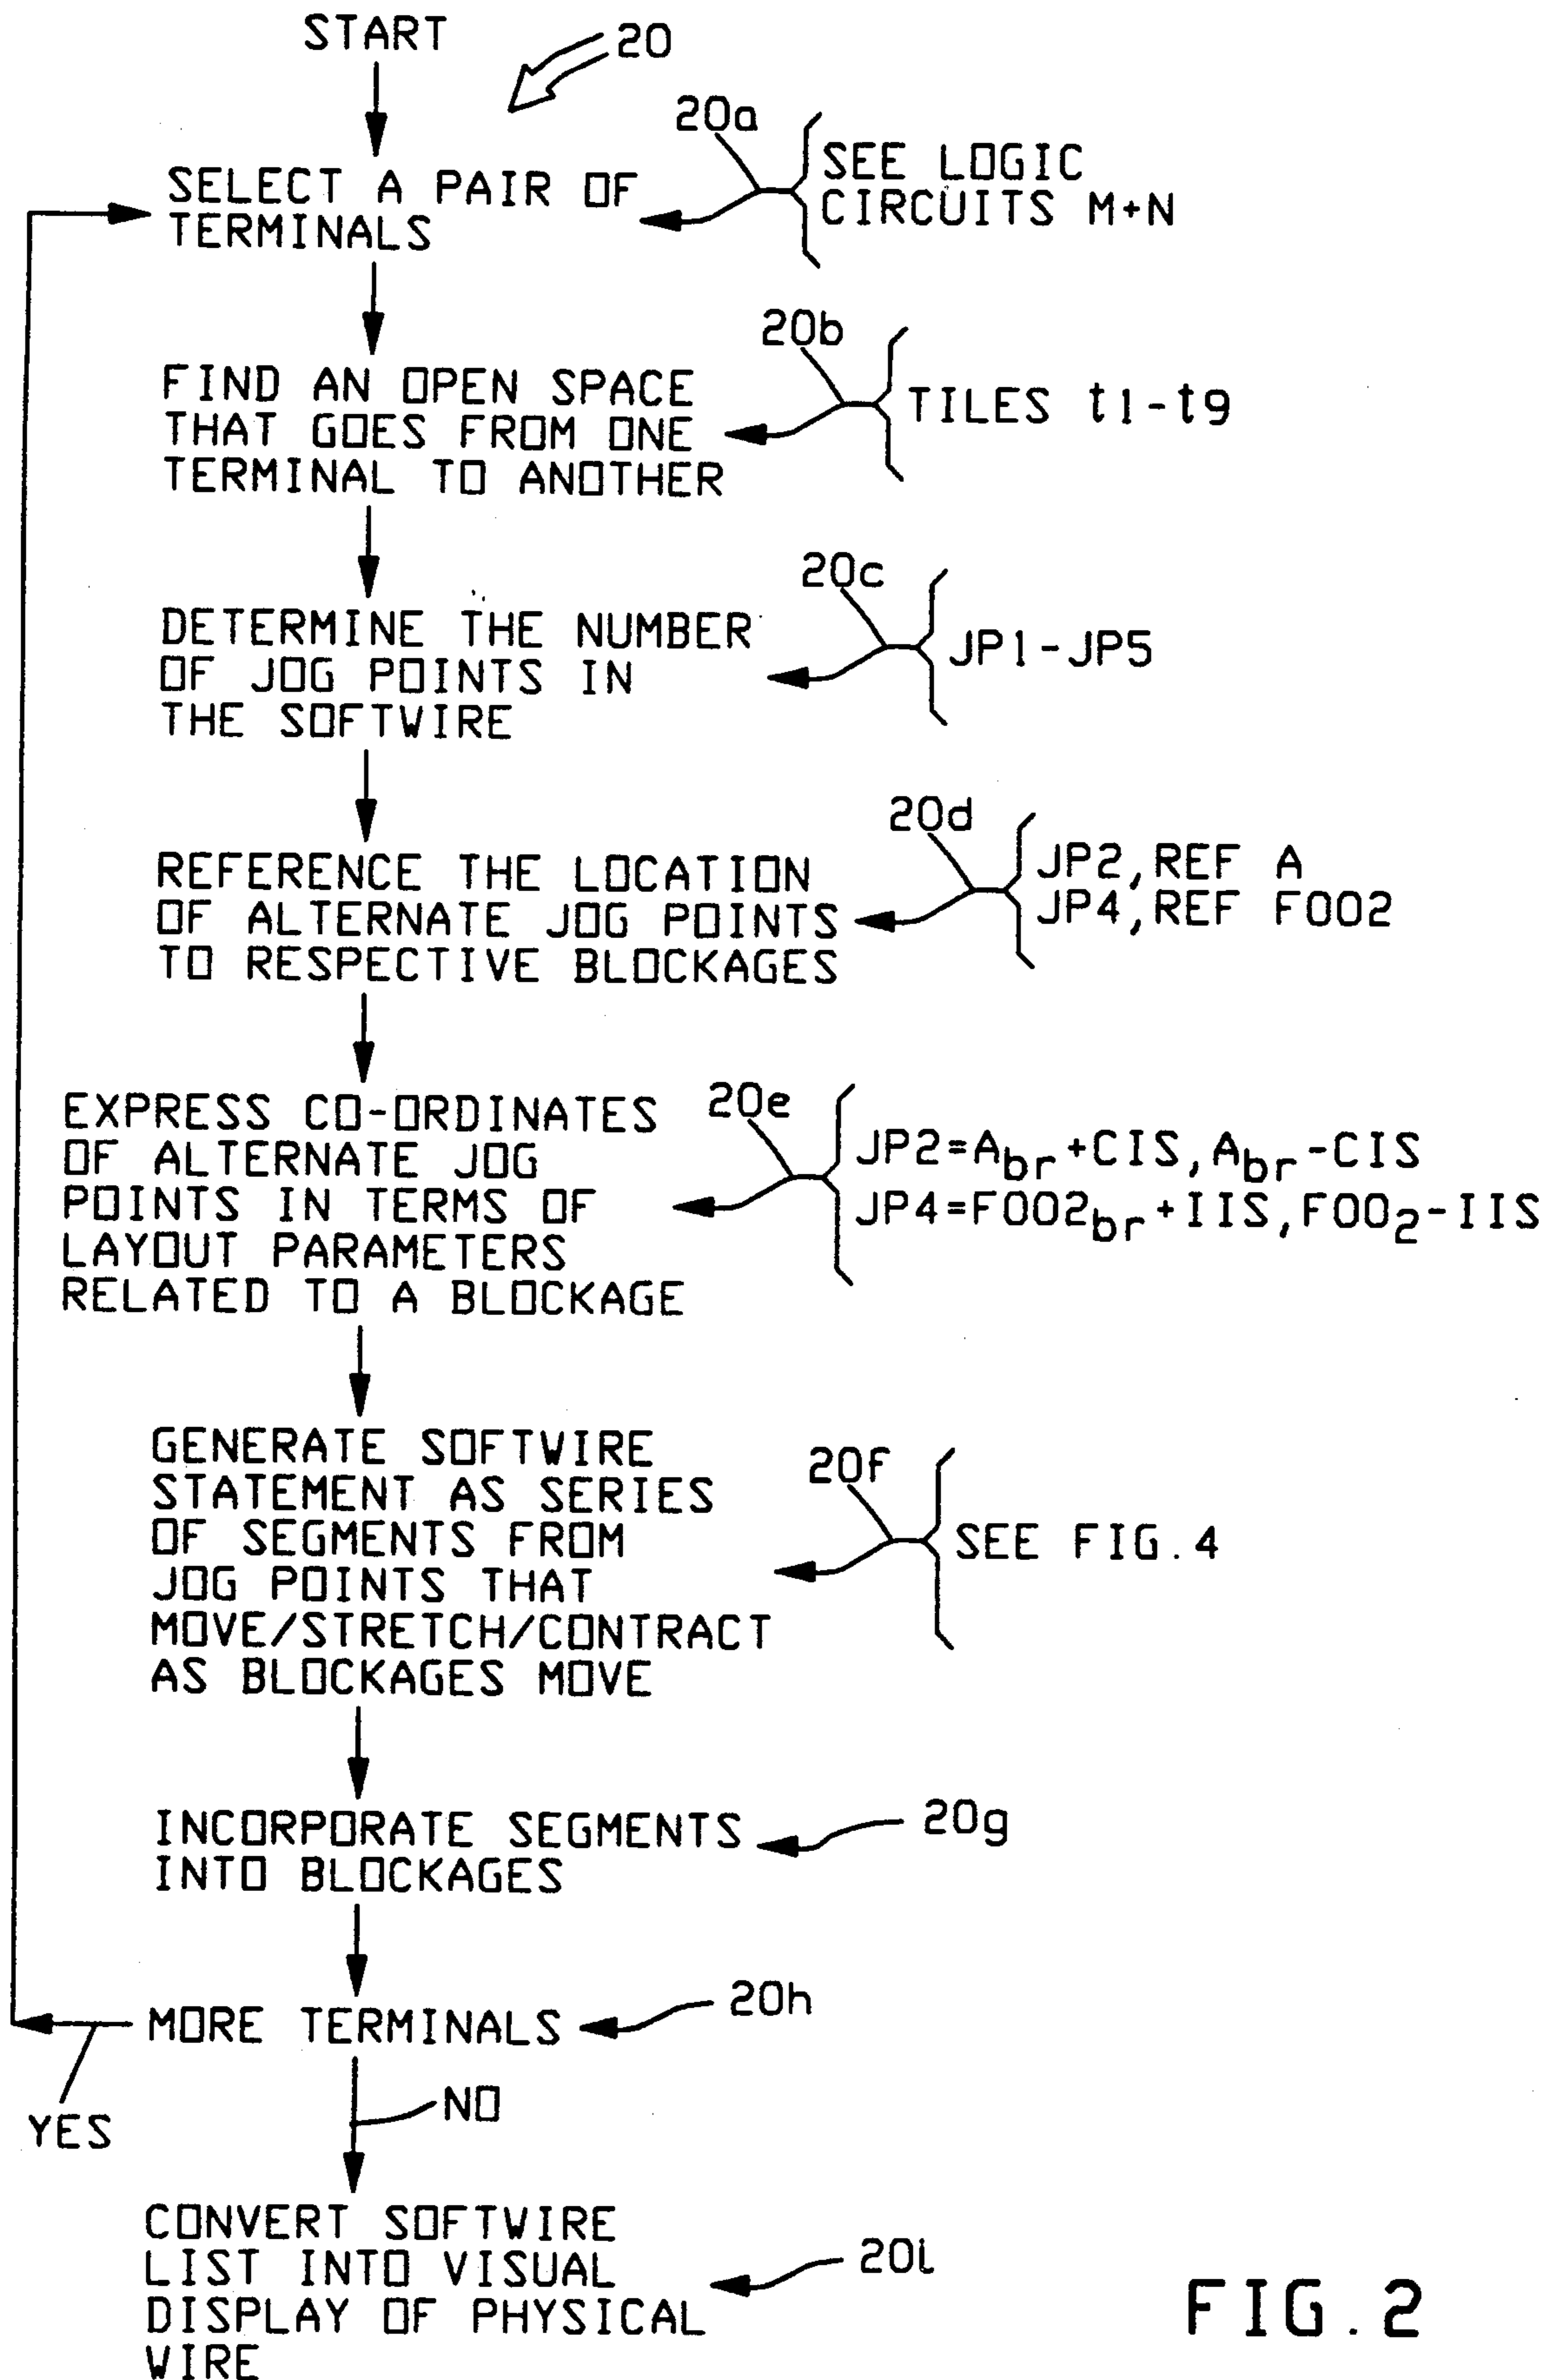 START
20
20a
SELECT A PAIR OF
TERMINALS
SEE LOGIC
CIRCUITS M+N
20b
FIND AN OPEN SPACE
THAT GOES FROM ONE
TERMINAL TO ANOTHER
TILES t1-t9
20c
DETERMINE THE NUMBER
OF JOG POINTS IN
THE SOFTWIRE
JP1-JP5
20d
REFERENCE THE LOCATION
OF ALTERNATE JOG POINTS
TO RESPECTIVE BLOCKAGES
JP2,REF A
JP4,REF FOO2
20e
EXPRESS CO-ORDINATES
OF ALTERNATE JOG
POINTS IN TERMS OF
LAYOUT PARAMETERS
RELATED TO A BLOCKAGE
JP2=Abr+CIS,Abr-CIS
JP4=FOO2br+IIS,FOO2-IIS
20f
GENERATE SOFTWIRE
STATEMENT AS SERIES
OF SEGMENTS FROM
JOG POINTS THAT
MOVE/STRETCH/CONTRACT
AS BLOCKAGES MOVE
SEE FIG.4
INCORPORATE SEGMENTS
INTO BLOCKAGES
20g
MORE TERMINALS
20h
YES
NO
CONVERT SOFTWIRE
LIST INTO VISUAL
DISPLAY OF PHYSICAL
WIRE
20i
FIG.2